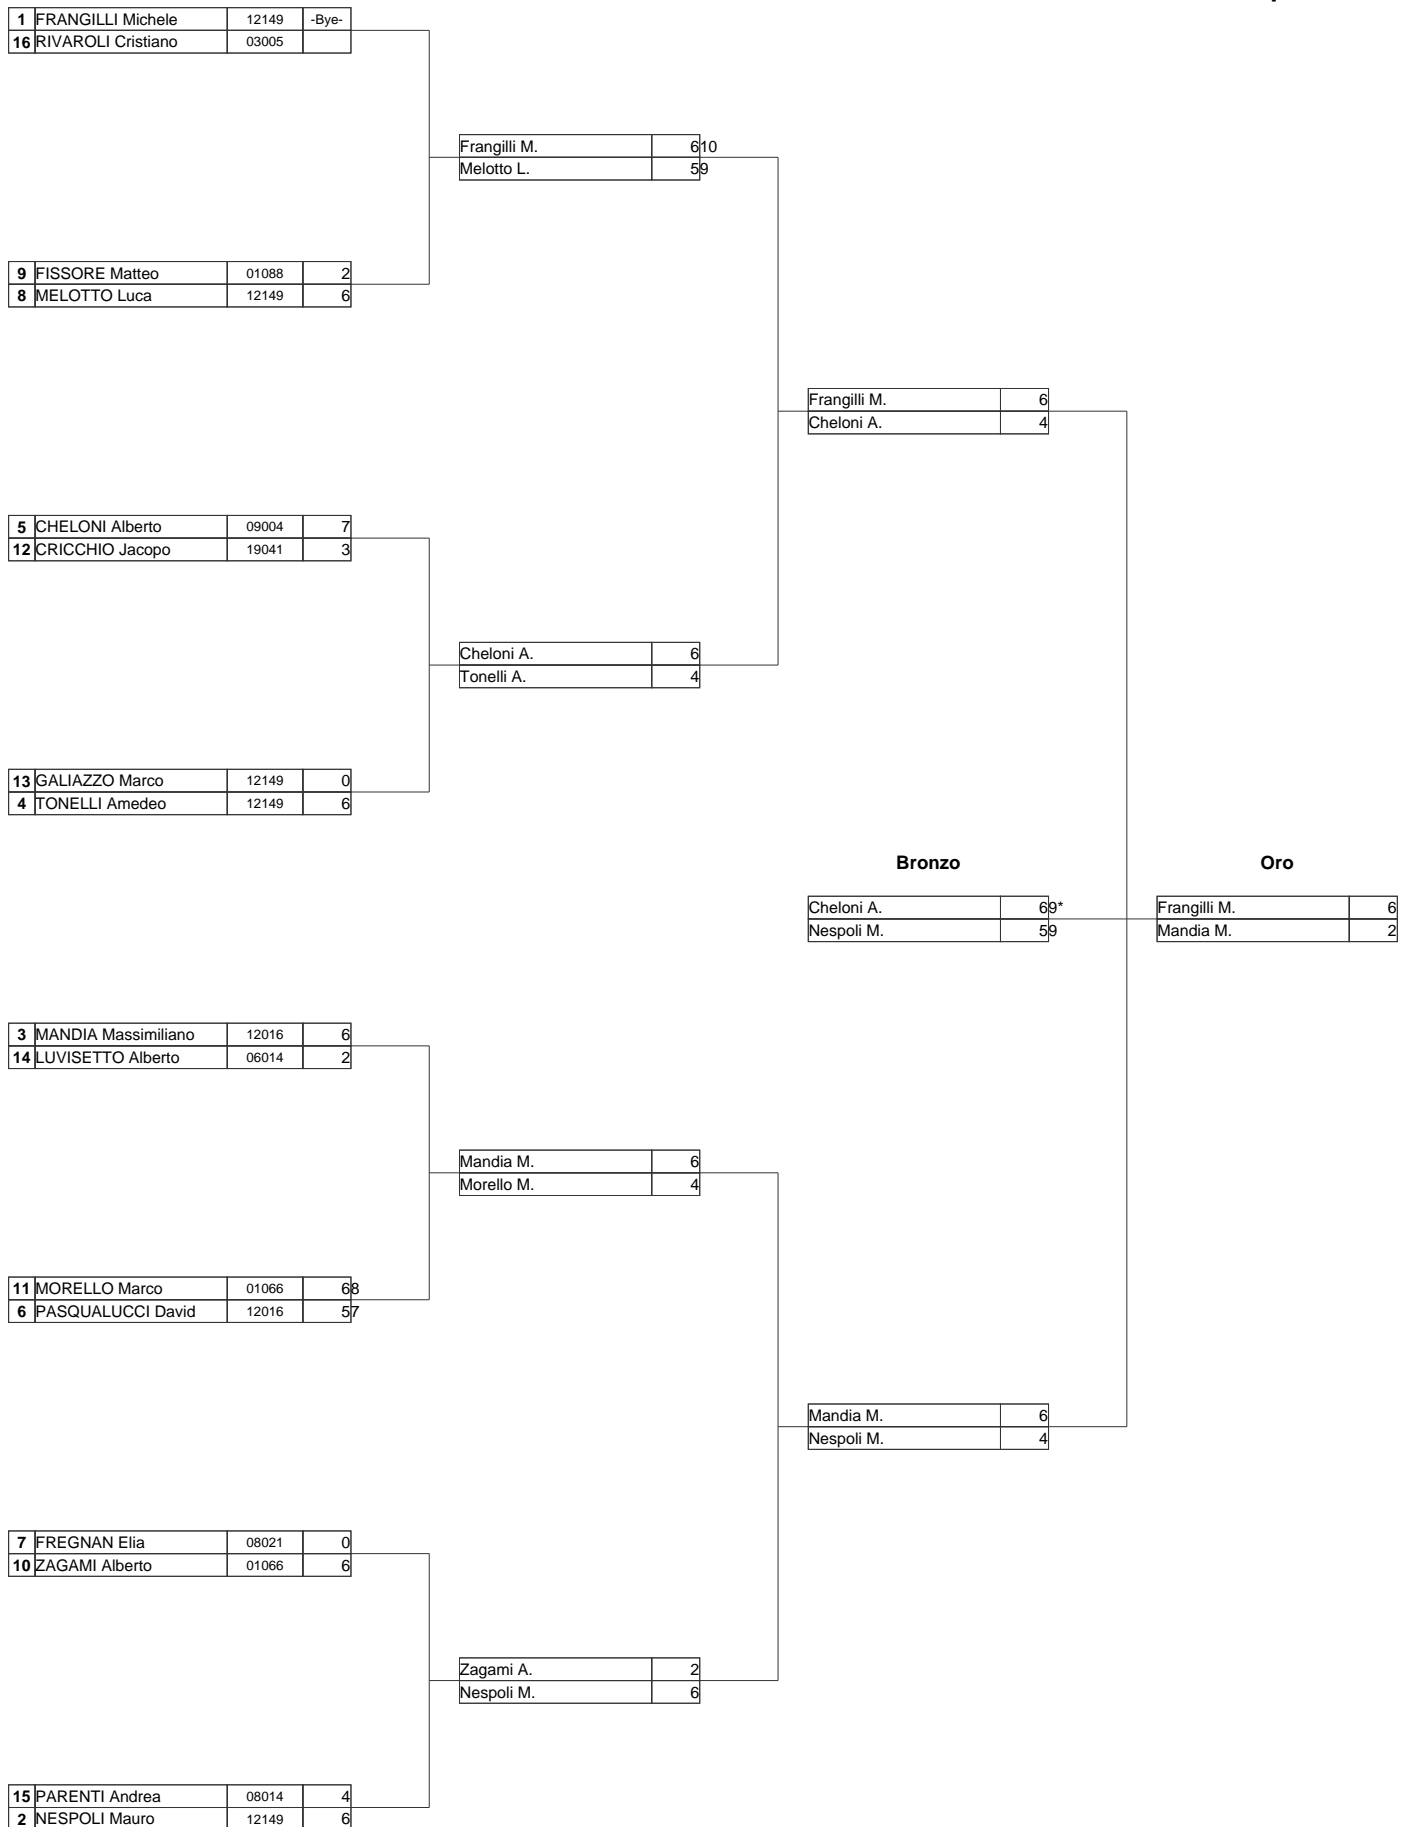 1 FRANGILLI Michele 12149 -Bye-
16 RIVAROLI Cristiano 03005
Frangilli M. 6 10
Melotto L. 5 9
9 FISSORE Matteo 01088 2
8 MELOTTO Luca 12149 6
Frangilli M. 6
Cheloni A. 4
5 CHELONI Alberto 09004 7
12 CRICCHIO Jacopo 19041 3
Cheloni A. 6
Tonelli A. 4
13 GALIAZZO Marco 12149 0
4 TONELLI Amedeo 12149 6
Bronzo Oro
Cheloni A. 6 9* Frangilli M. 6
Nespoli M. 5 9 Mandia M. 2
3 MANDIA Massimiliano 12016 6
14 LUVISETTO Alberto 06014 2
Mandia M. 6
Morello M. 4
11 MORELLO Marco 01066 6 8
6 PASQUALUCCI David 12016 5 7
Mandia M. 6
Nespoli M. 4
7 FREGNAN Elia 08021 0
10 ZAGAMI Alberto 01066 6
Zagami A. 2
Nespoli M. 6
15 PARENTI Andrea 08014 4
2 NESPOLI Mauro 12149 6